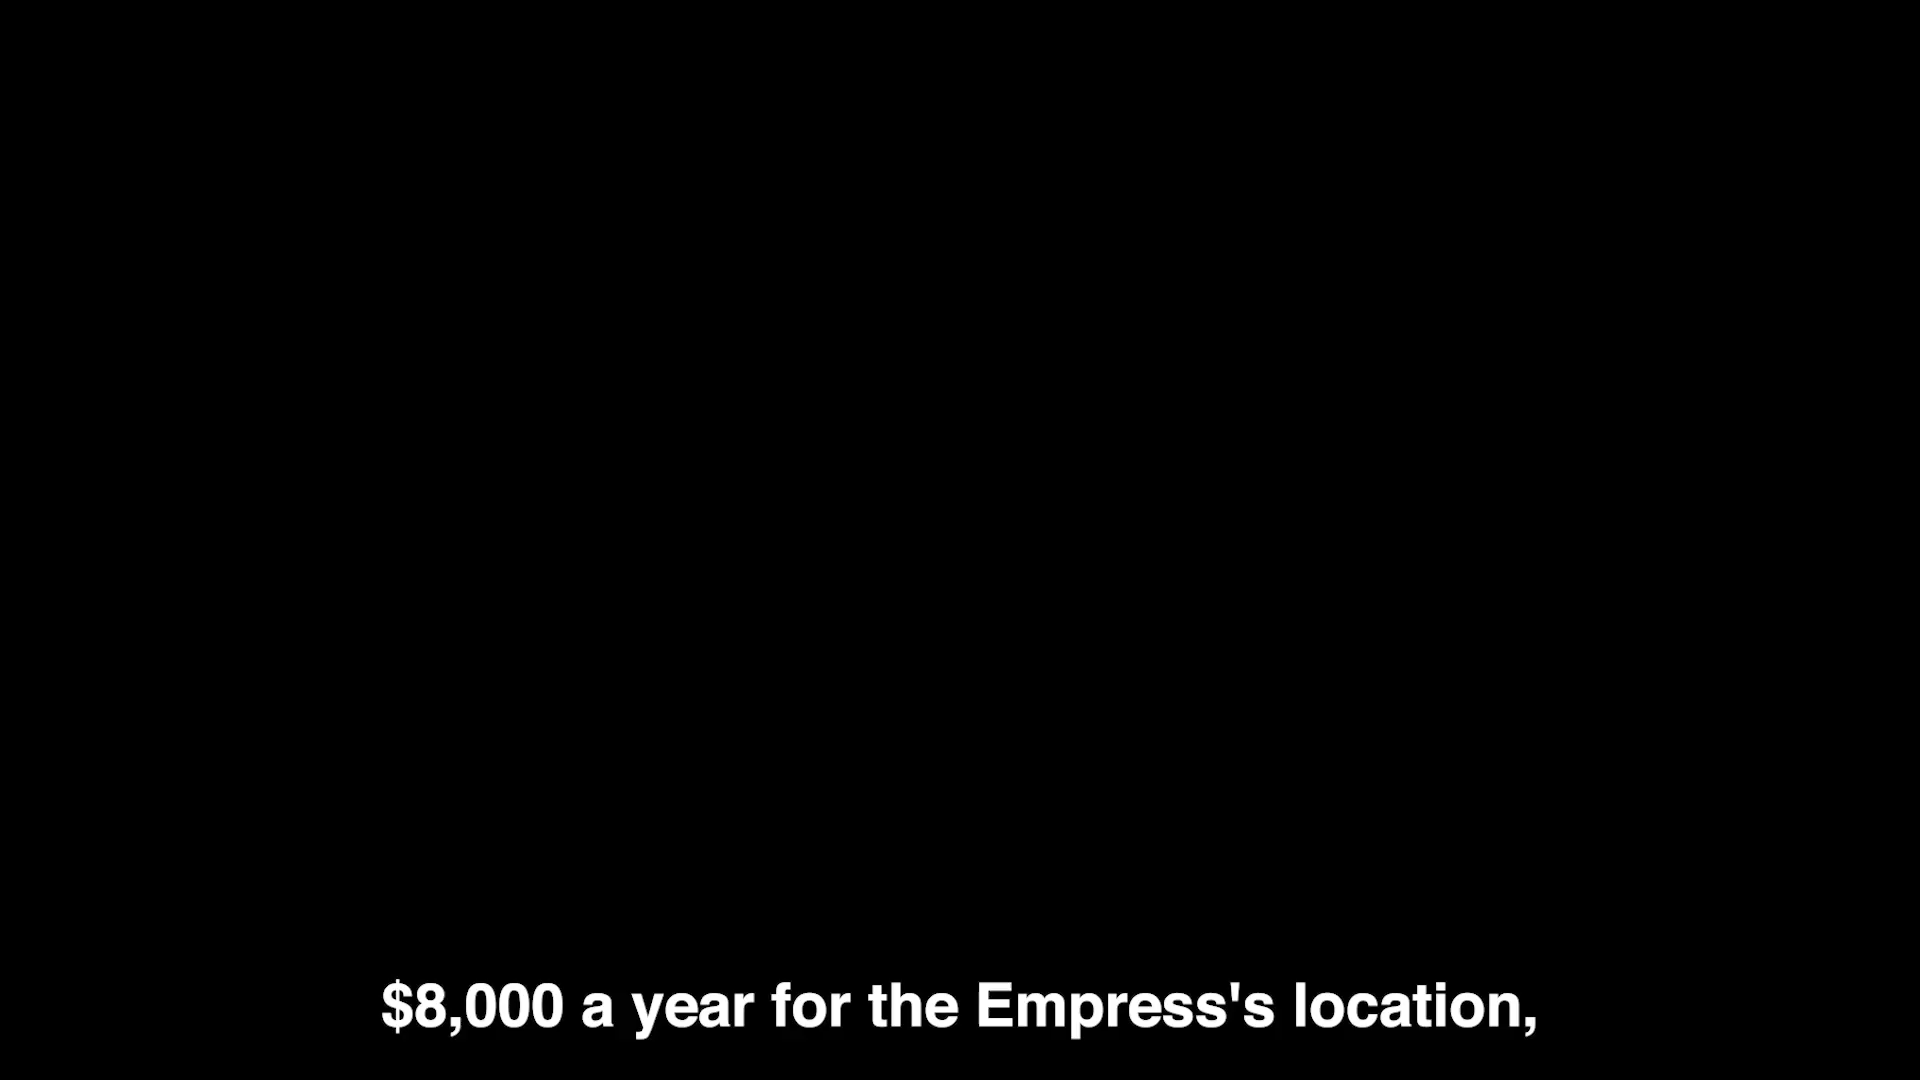 $8,000 a year for the Empress's location,